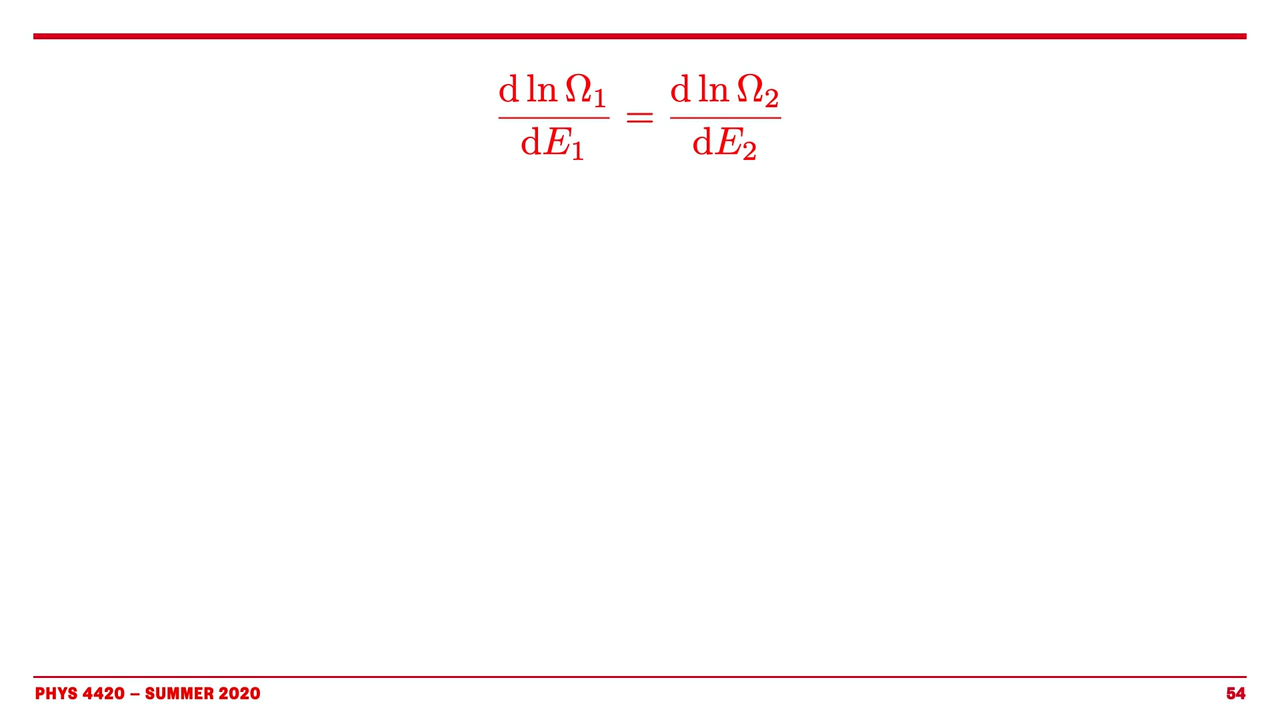 d ln Ω₁ / dE₁ = d ln Ω₂ / dE₂
PHYS 4420 – SUMMER 2020
54